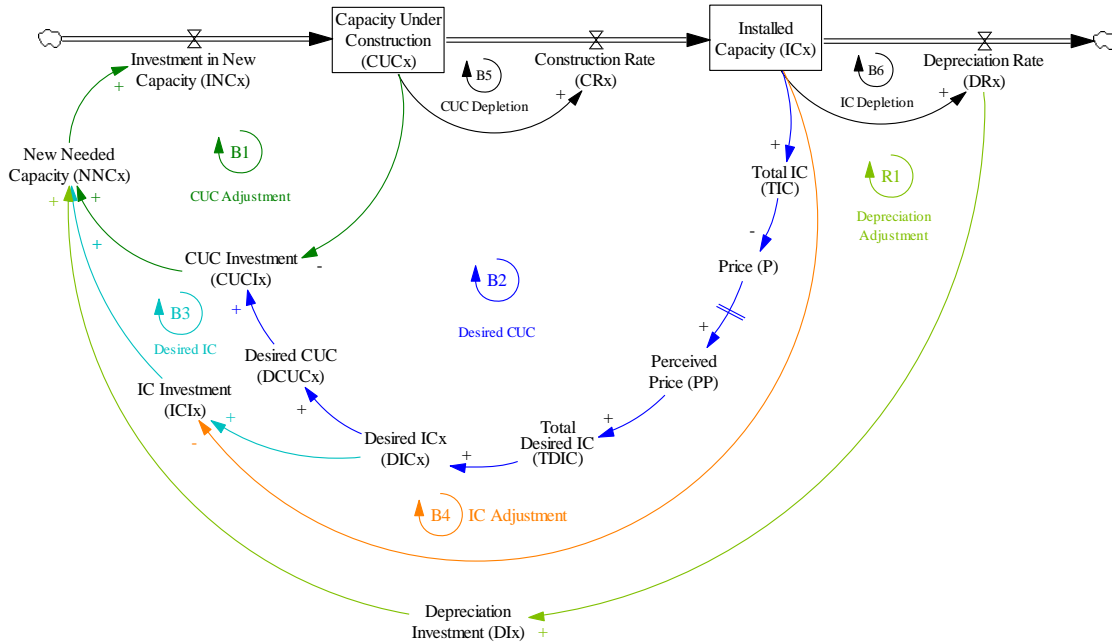 Capacity Under
Construction
(CUCx)
Installed
Capacity (ICx)
Investment in New
Capacity (INCx)
+
B5
CUC Depletion
Construction Rate
(CRx)
+
B6
IC Depletion
Depreciation Rate
(DRx)
+
New Needed
Capacity (NNCx)
+
+
+
B1
CUC Adjustment
+
Total IC
(TIC)
R1
Depreciation
Adjustment
-
CUC Investment
(CUCIx)
-
+
B2
Desired CUC
Price (P)
B3
Desired IC
+
Desired CUC
(DCUCx)
+
Perceived
Price (PP)
IC Investment
(ICIx)
+
-
+
Desired ICx
(DICx)
+
Total
Desired IC
(TDIC)
B4
IC Adjustment
Depreciation
Investment (DIx)
+